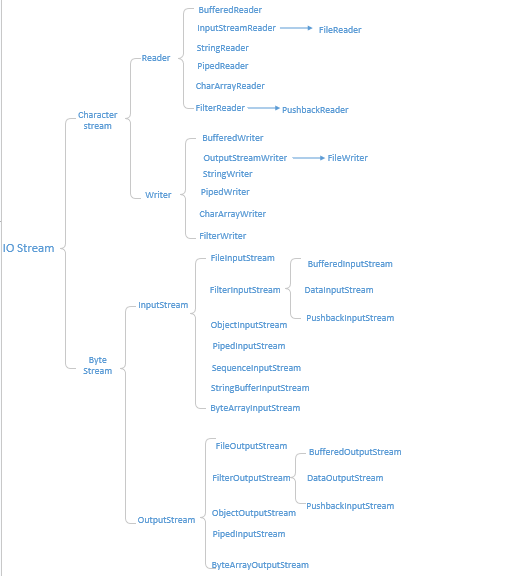 BufferedReader
InputStreamReader
FileReader
StringReader
Reader
PipedReader
CharArrayReader
FilterReader
PushbackReader
Character
stream
BufferedWriter
OutputStreamWriter
FileWriter
StringWriter
Writer
PipedWriter
CharArrayWriter
FilterWriter
IO Stream
FileInputStream
BufferedInputStream
FilterInputStream
DataInputStream
InputStream
PushbackInputStream
ObjectInputStream
PipedInputStream
Byte
Stream
SequenceInputStream
StringBufferInputStream
ByteArrayInputStream
FileOutputStream
BufferedOutputStream
FilterOutputStream
DataOutputStream
PushbackInputStream
ObjectOutputStream
OutputStream
PipedInputStream
ByteArrayOutputStream